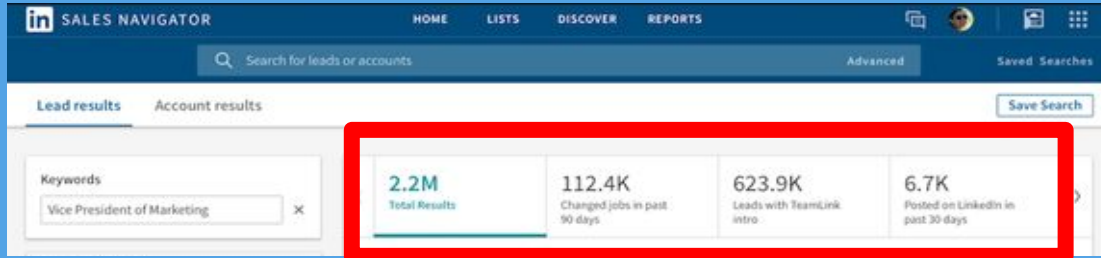 in SALES NAVIGATOR HOME LISTS DISCOVER REPORTS
Search for leads or accounts Advanced Saved Searches
Lead results Account results Save Search
Keywords
Vice President of Marketing ×
2.2M
Total Results
112.4K
Changed jobs in past
90 days
623.9K
Leads with TeamLink
intro
6.7K
Posted on LinkedIn in
past 30 days